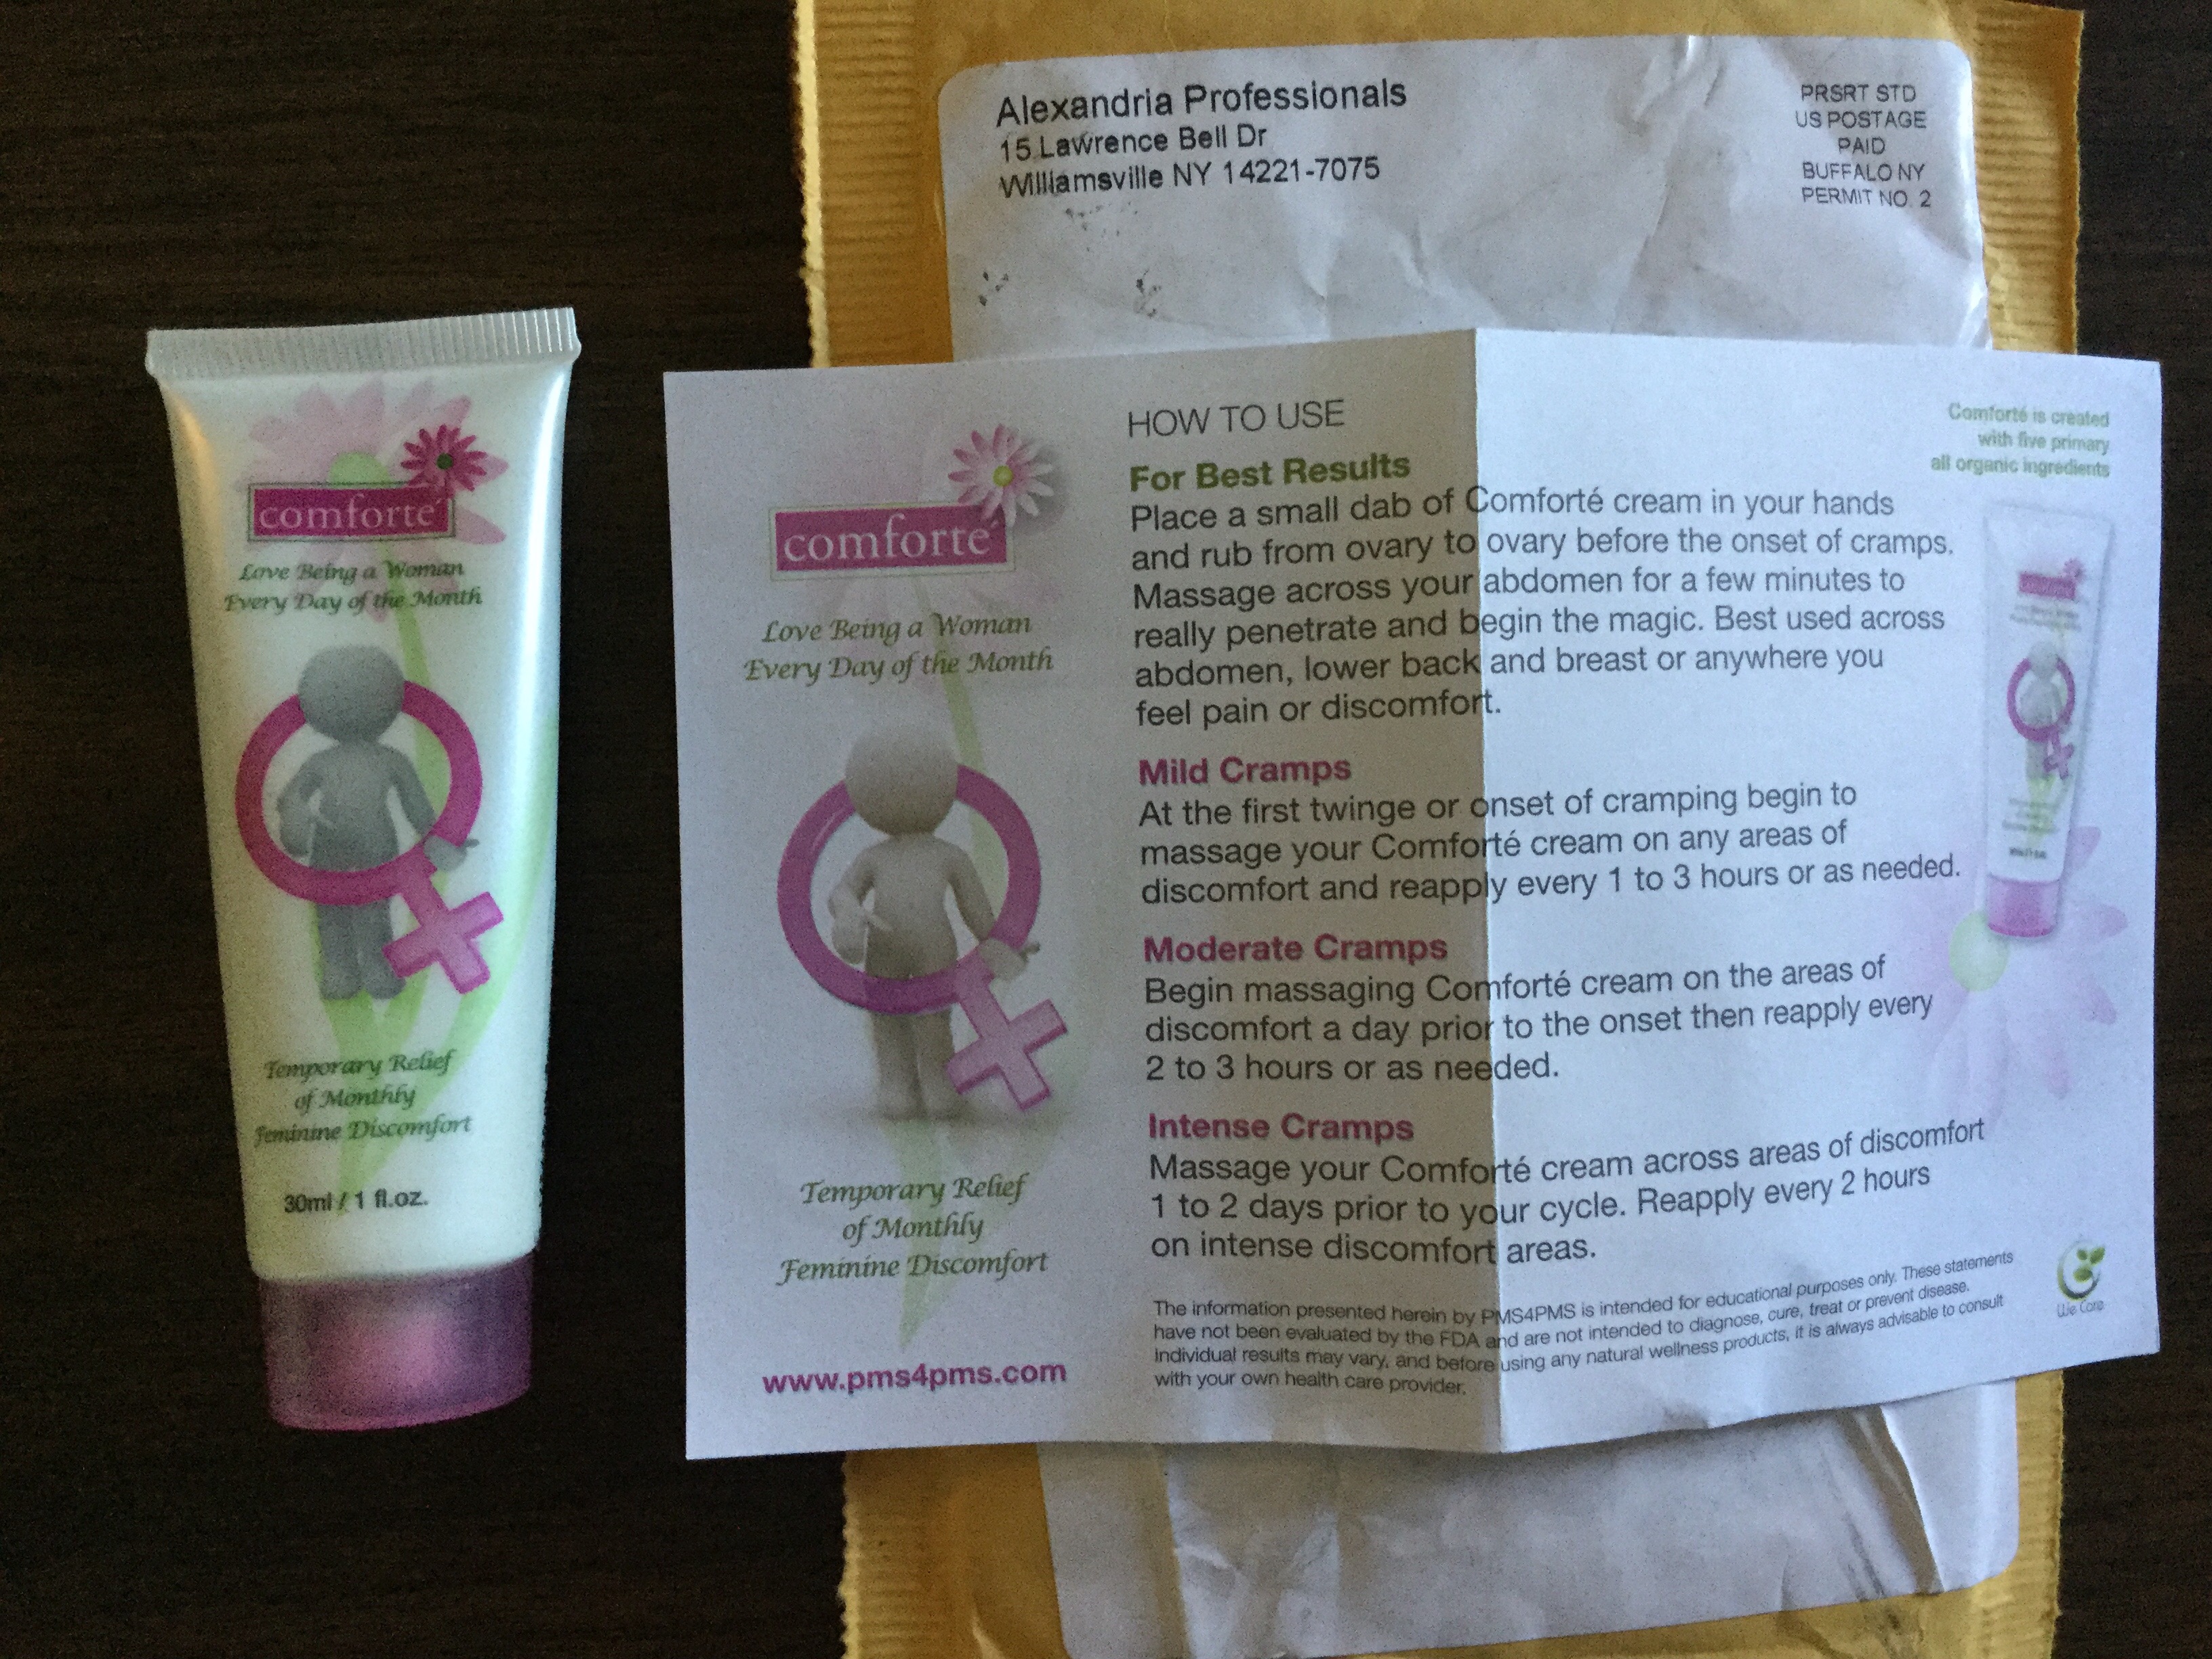 Alexandria Professionals
15 Lawrence Bell Dr
Williamsville NY 14221-7075
PRSRT STD
US POSTAGE
PAID
BUFFALO NY
PERMIT NO. 2
comforté
Love Being a Woman
Every Day of the Month
Temporary Relief
of Monthly
Feminine Discomfort
30ml / 1 fl.oz.
comforté
Love Being a Woman
Every Day of the Month
Temporary Relief
of Monthly
Feminine Discomfort
www.pms4pms.com
HOW TO USE
For Best Results
Place a small dab of Comforté cream in your hands
and rub from ovary to ovary before the onset of cramps.
Massage across your abdomen for a few minutes to
really penetrate and begin the magic. Best used across
abdomen, lower back and breast or anywhere you
feel pain or discomfort.
Mild Cramps
At the first twinge or onset of cramping begin to
massage your Comforté cream on any areas of
discomfort and reapply every 1 to 3 hours or as needed.
Moderate Cramps
Begin massaging Comforté cream on the areas of
discomfort a day prior to the onset then reapply every
2 to 3 hours or as needed.
Intense Cramps
Massage your Comforté cream across areas of discomfort
1 to 2 days prior to your cycle. Reapply every 2 hours
on intense discomfort areas.
The information presented herein by PMS4PMS is intended for educational purposes only. These statements
have not been evaluated by the FDA and are not intended to diagnose, cure, treat or prevent disease.
Individual results may vary, and before using any natural wellness products, it is always advisable to consult
with your own health care provider.
Comforté is created
with five primary
all organic ingredients
We Care